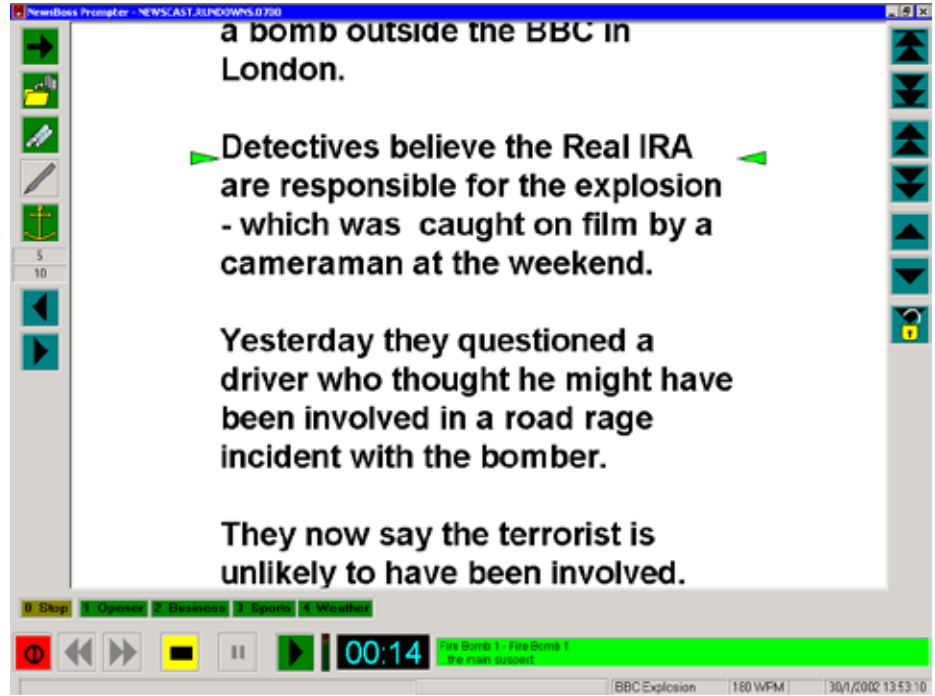 NewsBoss Prompter - NEWSCAST.RUNDOWNS.0700
a bomb outside the BBC in
London.
Detectives believe the Real IRA
are responsible for the explosion
- which was  caught on film by a
cameraman at the weekend.
Yesterday they questioned a
driver who thought he might have
been involved in a road rage
incident with the bomber.
They now say the terrorist is
unlikely to have been involved.
5
10
0 Stop 1 Opener 2 Business 3 Sports 4 Weather
00:14
Fire Bomb 1 - Fire Bomb 1
...the main suspect
BBC Explosion 180 WPM 30/1/2002 13:53:10